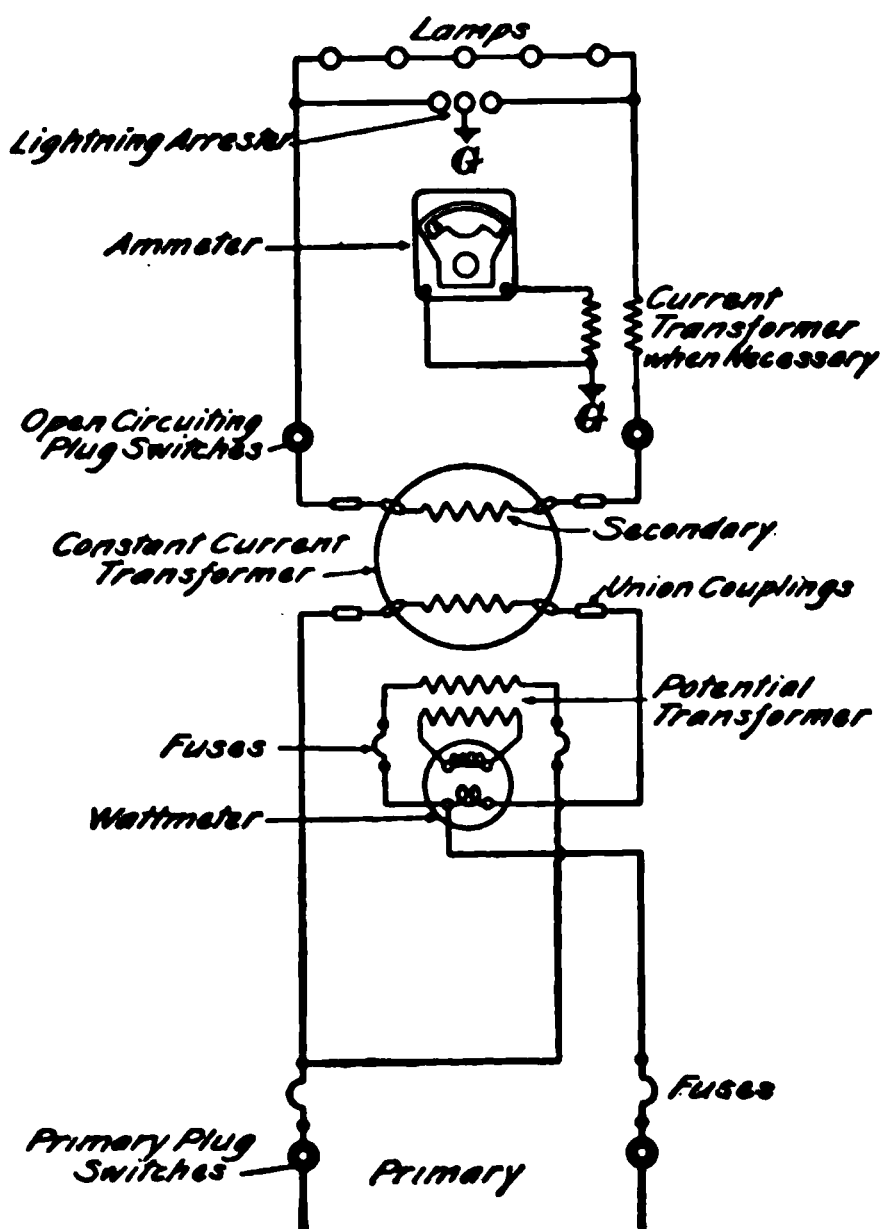 Lamps
Lightning Arrester
G
Ammeter
Current
Transformer
when Necessary
G
Open Circuiting
Plug Switches
Secondary
Constant Current
Transformer
Union Couplings
Potential
Transformer
Fuses
Wattmeter
Fuses
Primary Plug
Switches
Primary